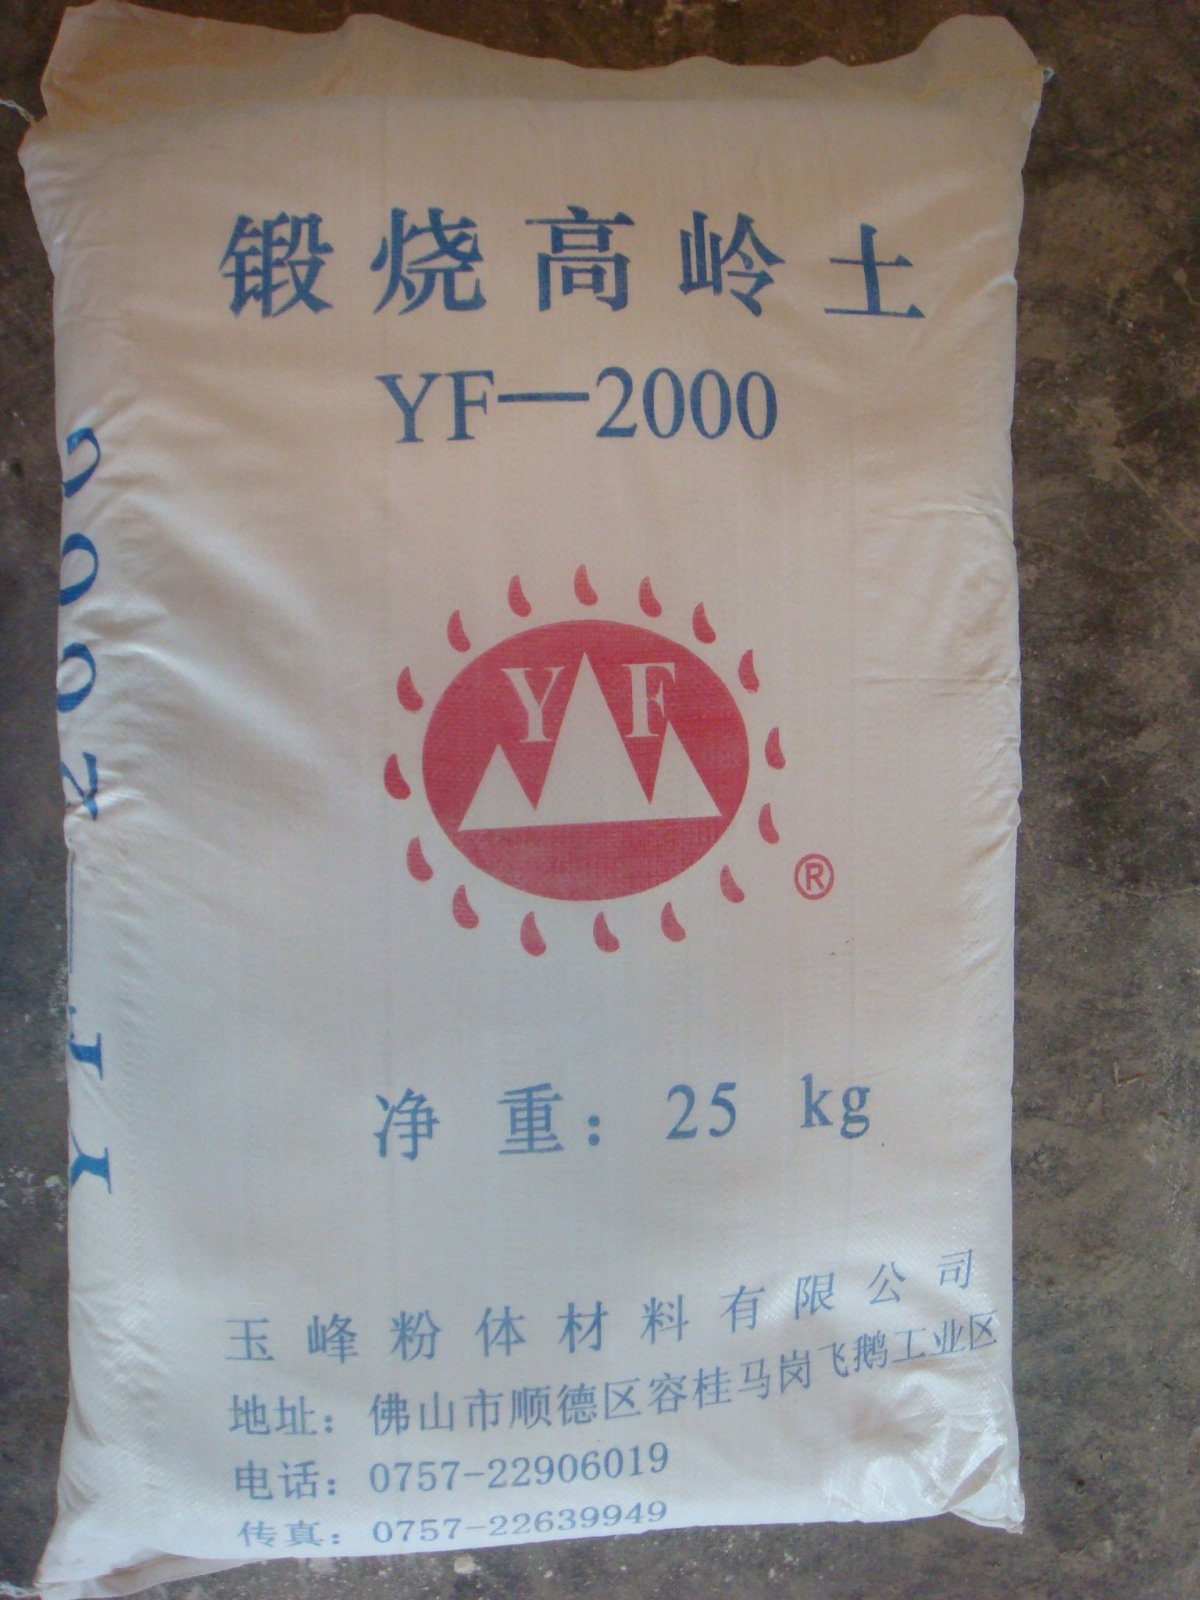 锻烧高岭土
YF—2000
YF
®
净重：25 kg
玉峰粉体材料有限公司
地址：佛山市顺德区容桂马岗飞鹅工业区
电话：0757-22906019
传真：0757-22639949
YF—2000